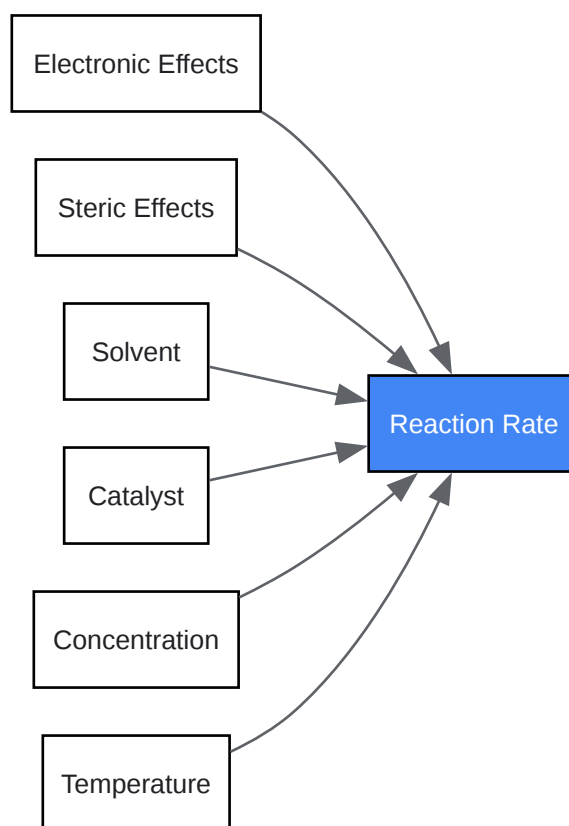 Electronic Effects
Steric Effects
Solvent
Reaction Rate
Catalyst
Concentration
Temperature